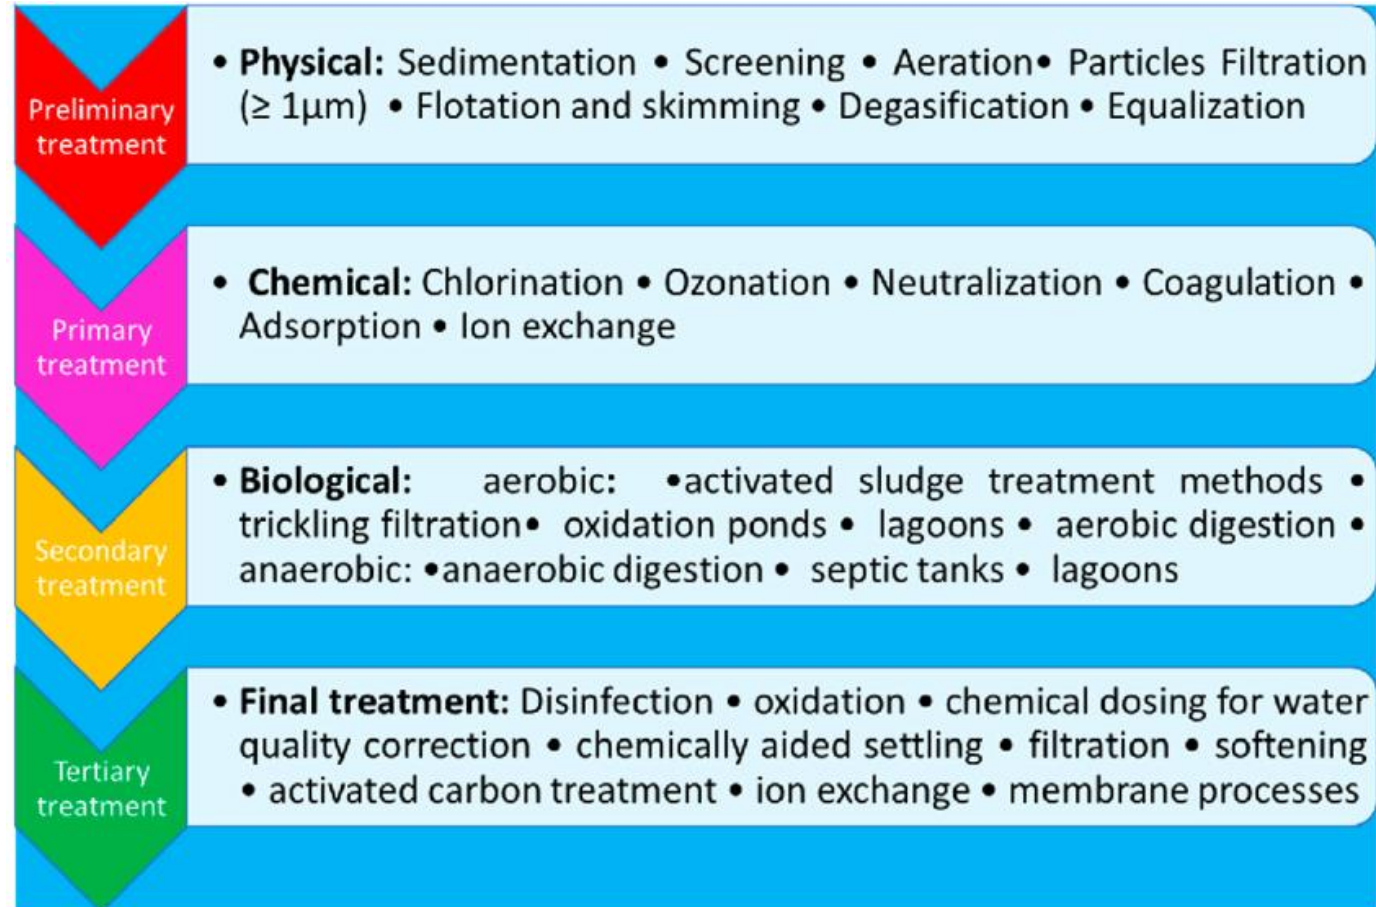 Preliminary
treatment
• Physical: Sedimentation • Screening • Aeration• Particles Filtration
(≥ 1µm) • Flotation and skimming • Degasification • Equalization
Primary
treatment
• Chemical: Chlorination • Ozonation • Neutralization • Coagulation •
Adsorption • Ion exchange
Secondary
treatment
• Biological: aerobic: •activated sludge treatment methods •
trickling filtration• oxidation ponds • lagoons • aerobic digestion •
anaerobic: •anaerobic digestion • septic tanks • lagoons
Tertiary
treatment
• Final treatment: Disinfection • oxidation • chemical dosing for water
quality correction • chemically aided settling • filtration • softening
• activated carbon treatment • ion exchange • membrane processes